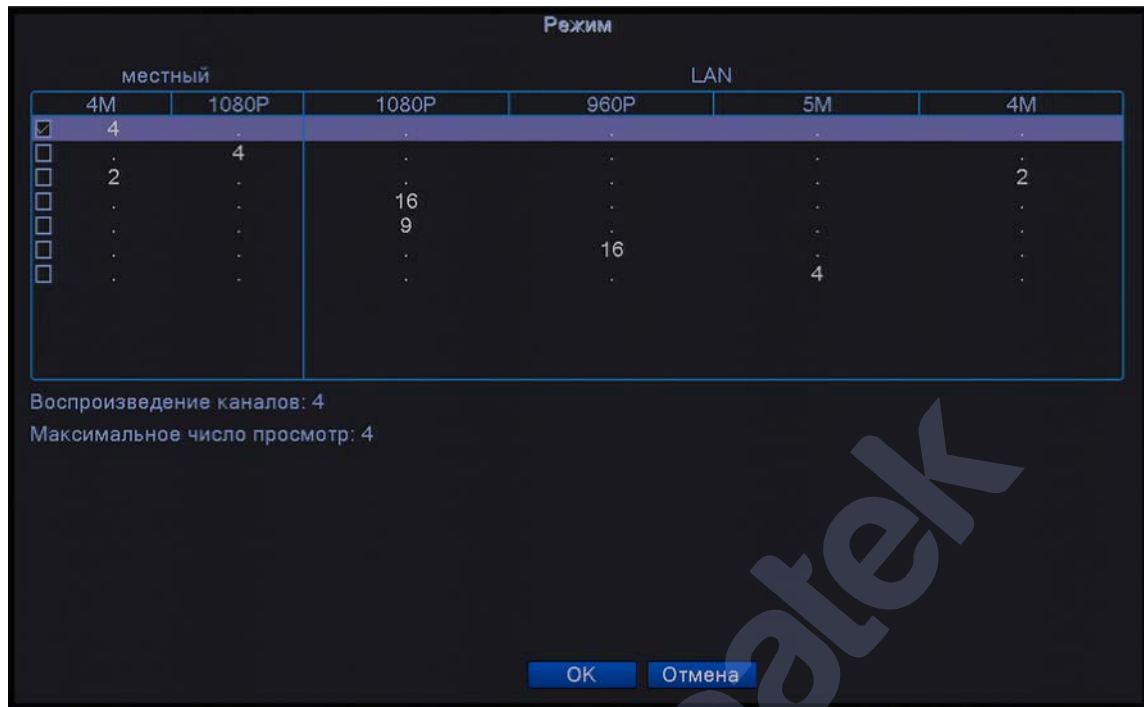 Режим
местный LAN
4M 1080P 1080P 960P 5M 4M
4 . . . . .
. 4 . . . .
2 . . . . 2
. . 16 . . .
. . 9 . . .
. . . 16 . .
. . . . 4 .
Воспроизведение каналов: 4
Максимальное число просмотр: 4
OK Отмена
atek